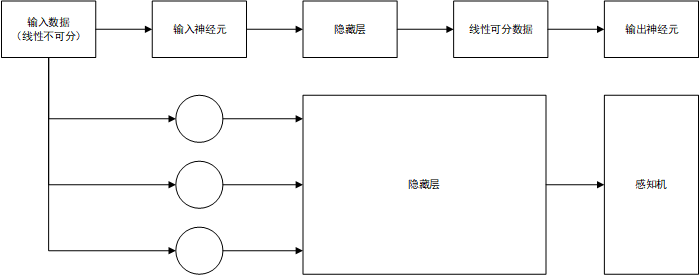 输入数据
（线性不可分）
输入神经元
隐藏层
线性可分数据
输出神经元
隐藏层
感知机